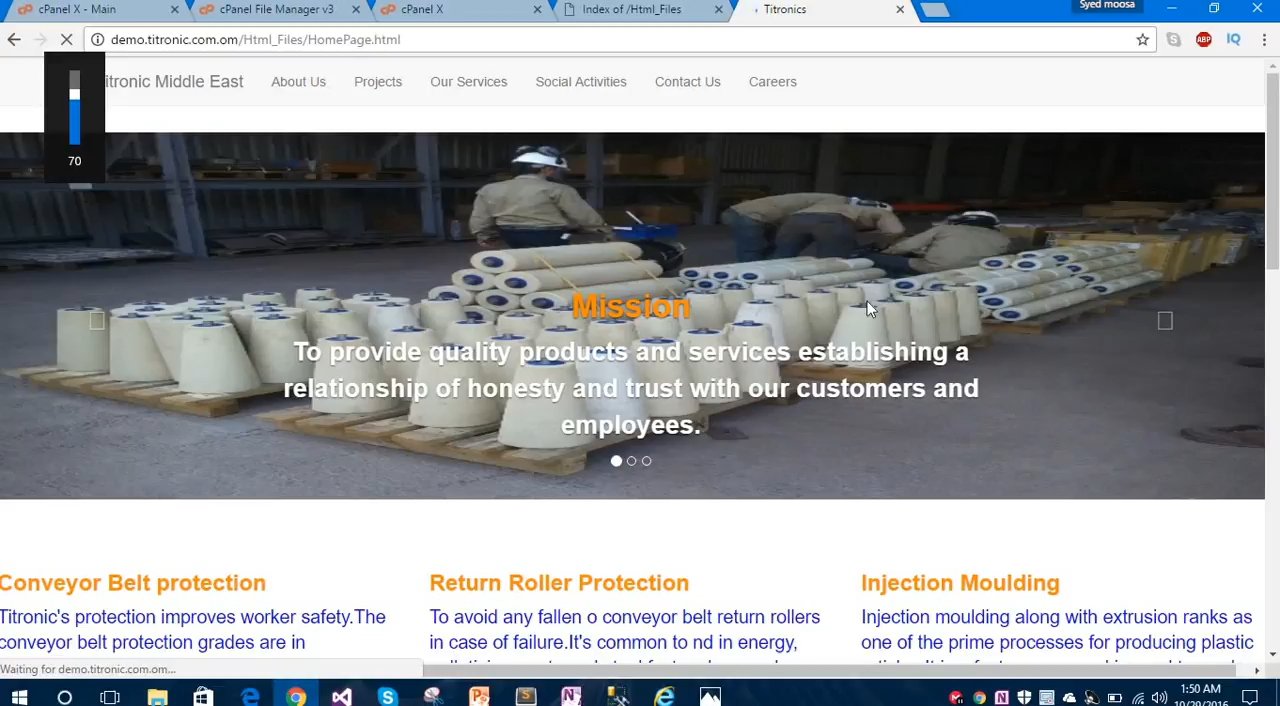 cPanel X - Main
cPanel File Manager v3
cPanel X
Index of /Html_Files
Titronics
Syed moosa
demo.titronic.com.om/Html_Files/HomePage.html
ABP
IQ
itronic Middle East
About Us
Projects
Our Services
Social Activities
Contact Us
Careers
70
Mission
To provide quality products and services establishing a
relationship of honesty and trust with our customers and
employees.
Conveyor Belt protection
Return Roller Protection
Injection Moulding
Titronic's protection improves worker safety.The
conveyor belt protection grades are in
To avoid any fallen o conveyor belt return rollers
in case of failure.It's common to nd in energy,
Injection moulding along with extrusion ranks as
one of the prime processes for producing plastic
Waiting for demo.titronic.com.om...
1:50 AM
10/29/2016